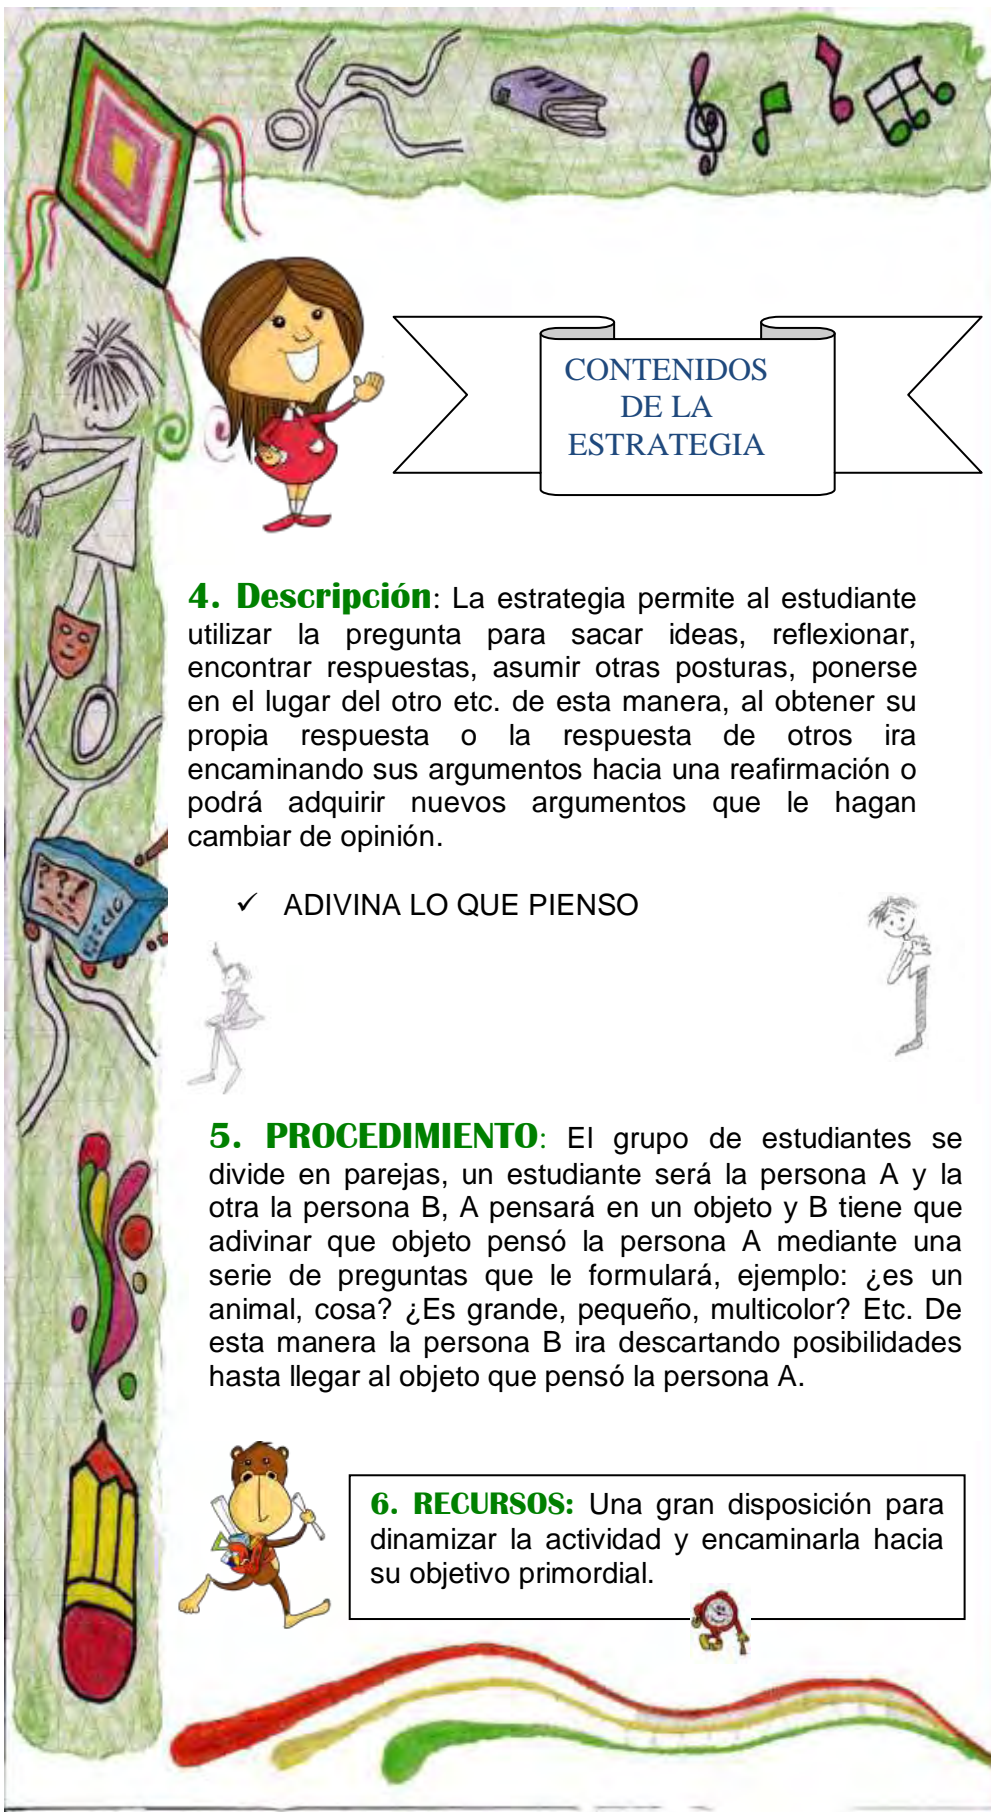 CONTENIDOS
DE LA
ESTRATEGIA
4. Descripción: La estrategia permite al estudiante
utilizar la pregunta para sacar ideas, reflexionar,
encontrar respuestas, asumir otras posturas, ponerse
en el lugar del otro etc. de esta manera, al obtener su
propia respuesta o la respuesta de otros ira
encaminando sus argumentos hacia una reafirmación o
podrá adquirir nuevos argumentos que le hagan
cambiar de opinión.
✓ ADIVINA LO QUE PIENSO
5. PROCEDIMIENTO: El grupo de estudiantes se
divide en parejas, un estudiante será la persona A y la
otra la persona B, A pensará en un objeto y B tiene que
adivinar que objeto pensó la persona A mediante una
serie de preguntas que le formulará, ejemplo: ¿es un
animal, cosa? ¿Es grande, pequeño, multicolor? Etc. De
esta manera la persona B ira descartando posibilidades
hasta llegar al objeto que pensó la persona A.
6. RECURSOS: Una gran disposición para
dinamizar la actividad y encaminarla hacia
su objetivo primordial.